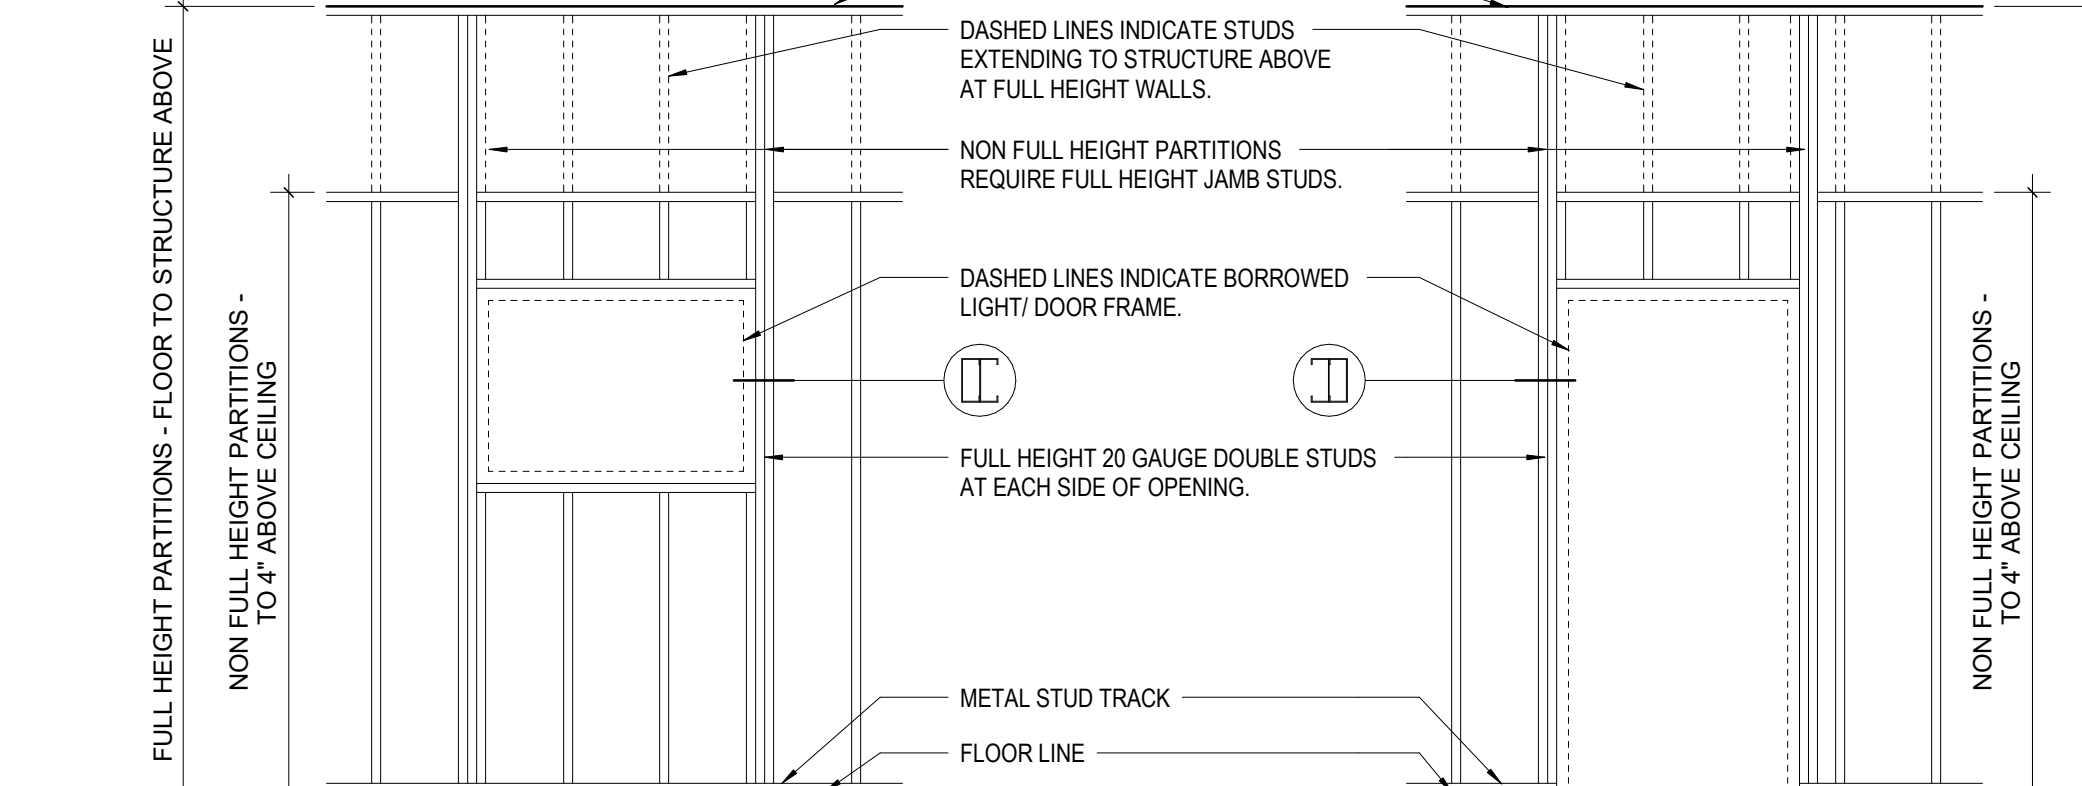 FULL HEIGHT PARTITIONS - FLOOR TO STRUCTURE ABOVE
NON FULL HEIGHT PARTITIONS -
TO 4" ABOVE CEILING
DASHED LINES INDICATE STUDS
EXTENDING TO STRUCTURE ABOVE
AT FULL HEIGHT WALLS.
NON FULL HEIGHT PARTITIONS
REQUIRE FULL HEIGHT JAMB STUDS.
DASHED LINES INDICATE BORROWED
LIGHT/ DOOR FRAME.
FULL HEIGHT 20 GAUGE DOUBLE STUDS
AT EACH SIDE OF OPENING.
METAL STUD TRACK
FLOOR LINE
NON FULL HEIGHT PARTITIONS -
TO 4" ABOVE CEILING